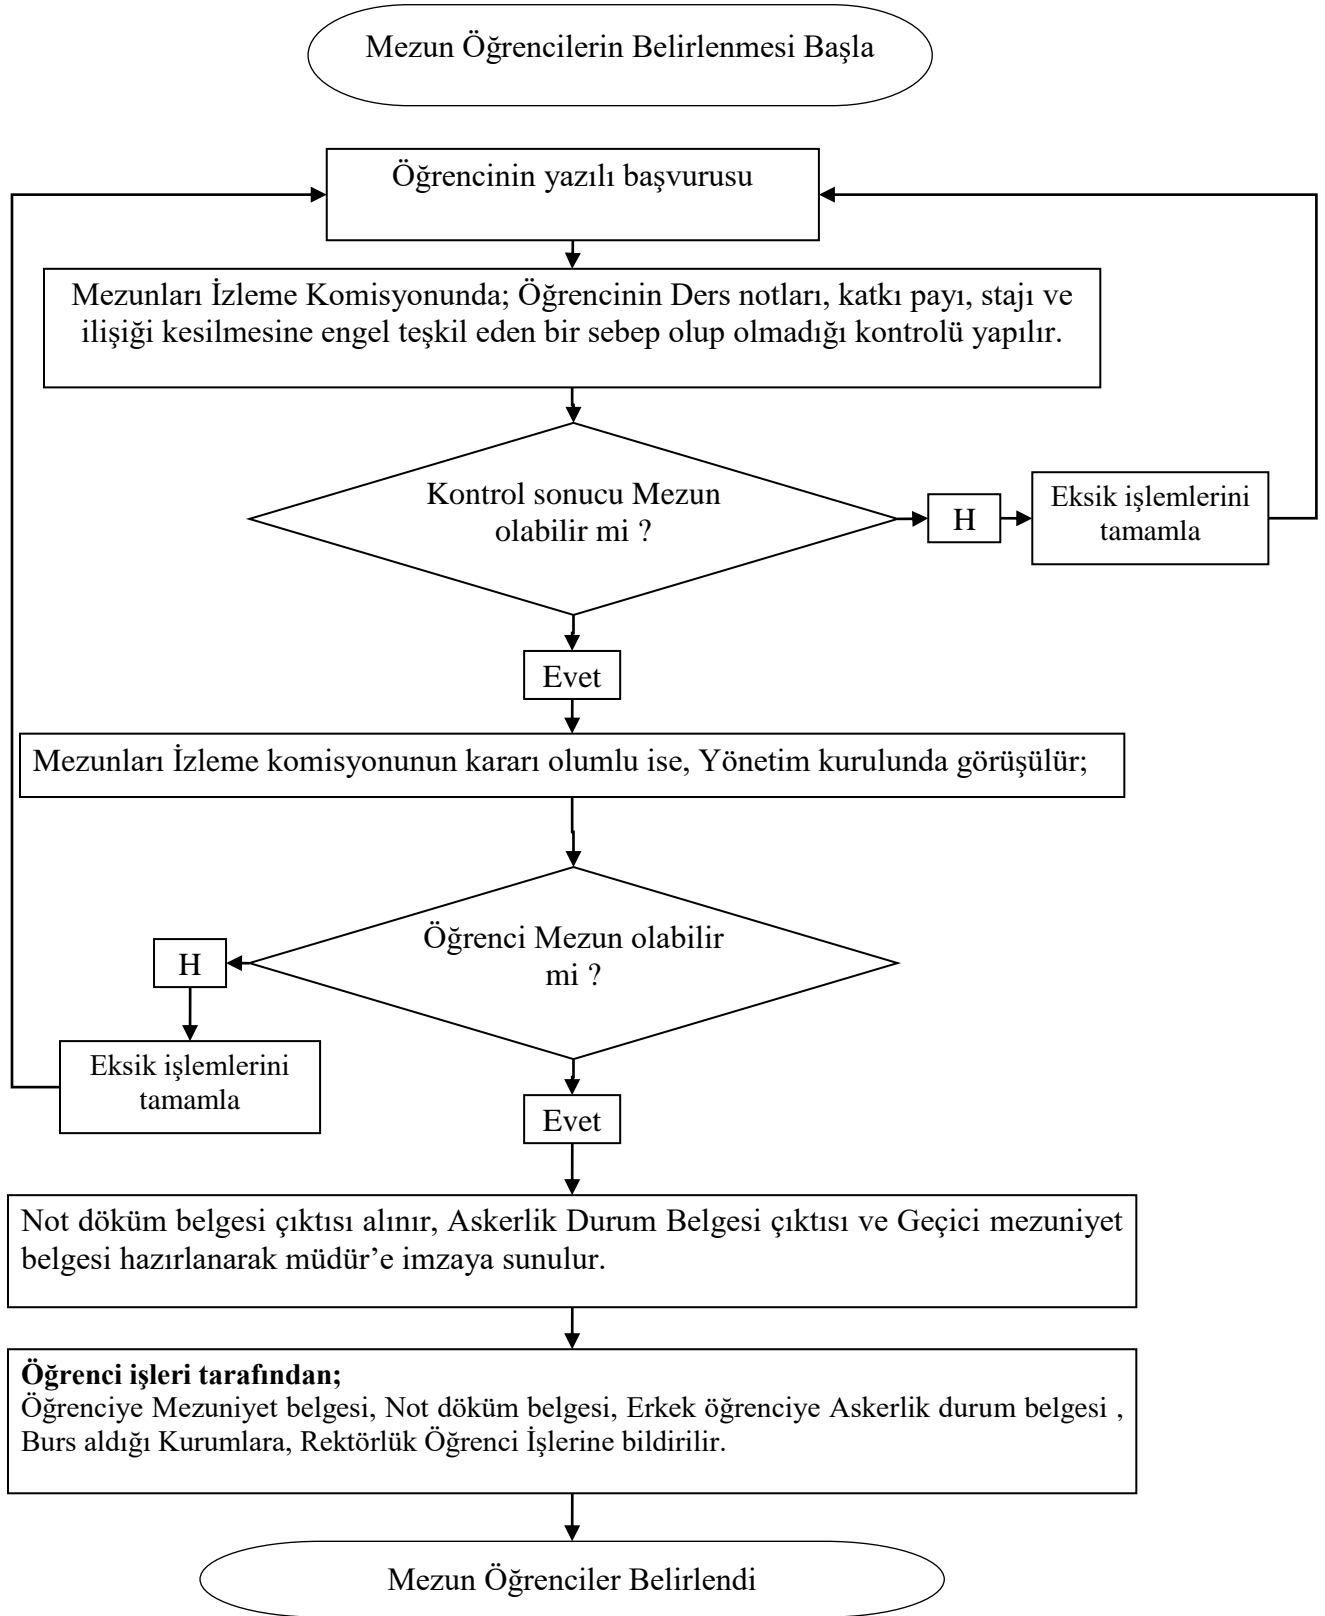 Mezun Öğrencilerin Belirlenmesi Başla
Öğrencinin yazılı başvurusu
Mezunları İzleme Komisyonunda; Öğrencinin Ders notları, katkı payı, stajı ve
ilişiği kesilmesine engel teşkil eden bir sebep olup olmadığı kontrolü yapılır.
Kontrol sonucu Mezun
olabilir mi ?
H
Eksik işlemlerini
tamamla
Evet
Mezunları İzleme komisyonunun kararı olumlu ise, Yönetim kurulunda görüşülür;
Öğrenci Mezun olabilir
mi ?
H
Eksik işlemlerini
tamamla
Evet
Not döküm belgesi çıktısı alınır, Askerlik Durum Belgesi çıktısı ve Geçici mezuniyet
belgesi hazırlanarak müdür’e imzaya sunulur.
Öğrenci işleri tarafından;
Öğrenciye Mezuniyet belgesi, Not döküm belgesi, Erkek öğrenciye Askerlik durum belgesi ,
Burs aldığı Kurumlara, Rektörlük Öğrenci İşlerine bildirilir.
Mezun Öğrenciler Belirlendi